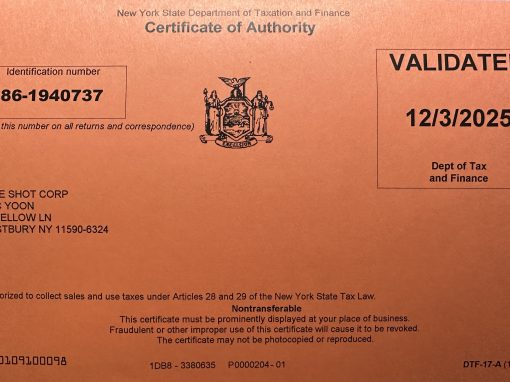 New York State Department of Taxation and Finance
Certificate of Authority
Identification number
86-1940737
this number on all returns and correspondence)
EXCELSIOR
VALIDATE
12/3/2025
Dept of Tax
and Finance
E SHOT CORP
YOON
ELLOW LN
STBURY NY 11590-6324
orized to collect sales and use taxes under Articles 28 and 29 of the New York State Tax Law.
Nontransferable
This certificate must be prominently displayed at your place of business.
Fraudulent or other improper use of this certificate will cause it to be revoked.
The certificate may not be photocopied or reproduced.
0109100098
1DB8 - 3380635 P0000204 - 01
DTF-17-A (1